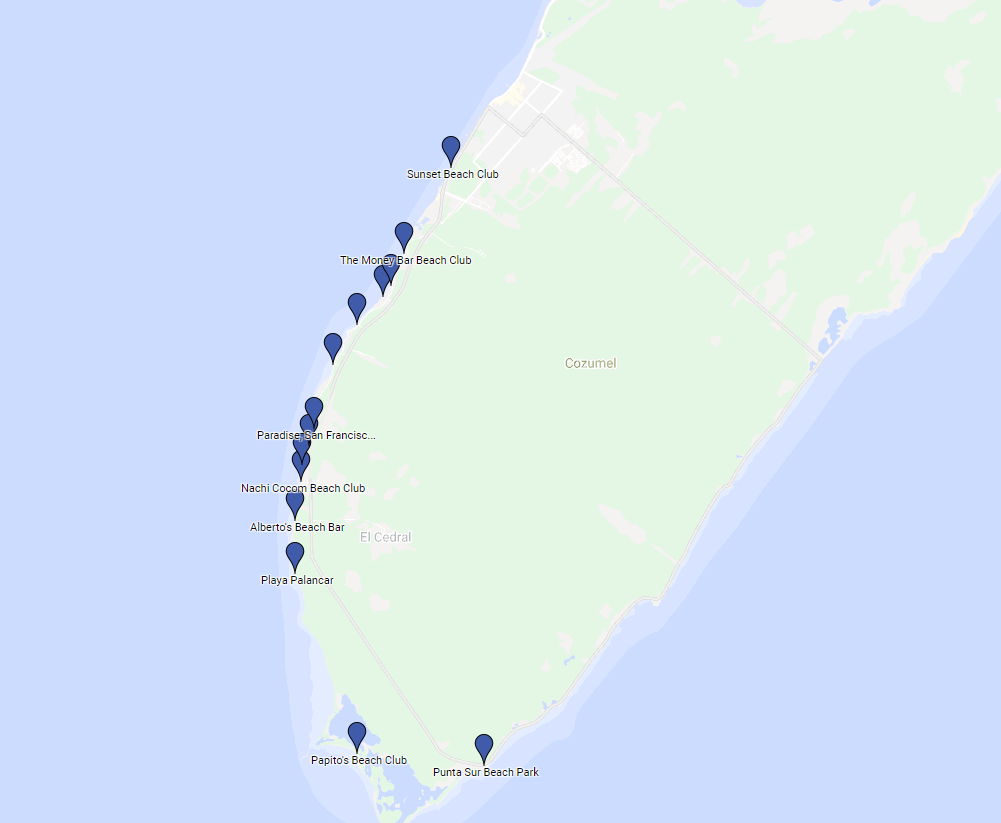 Sunset Beach Club
The Money Bar Beach Club
Cozumel
Paradise, San Francisc...
Nachi Cocom Beach Club
Alberto's Beach Bar
El Cedral
Playa Palancar
Papito's Beach Club
Punta Sur Beach Park